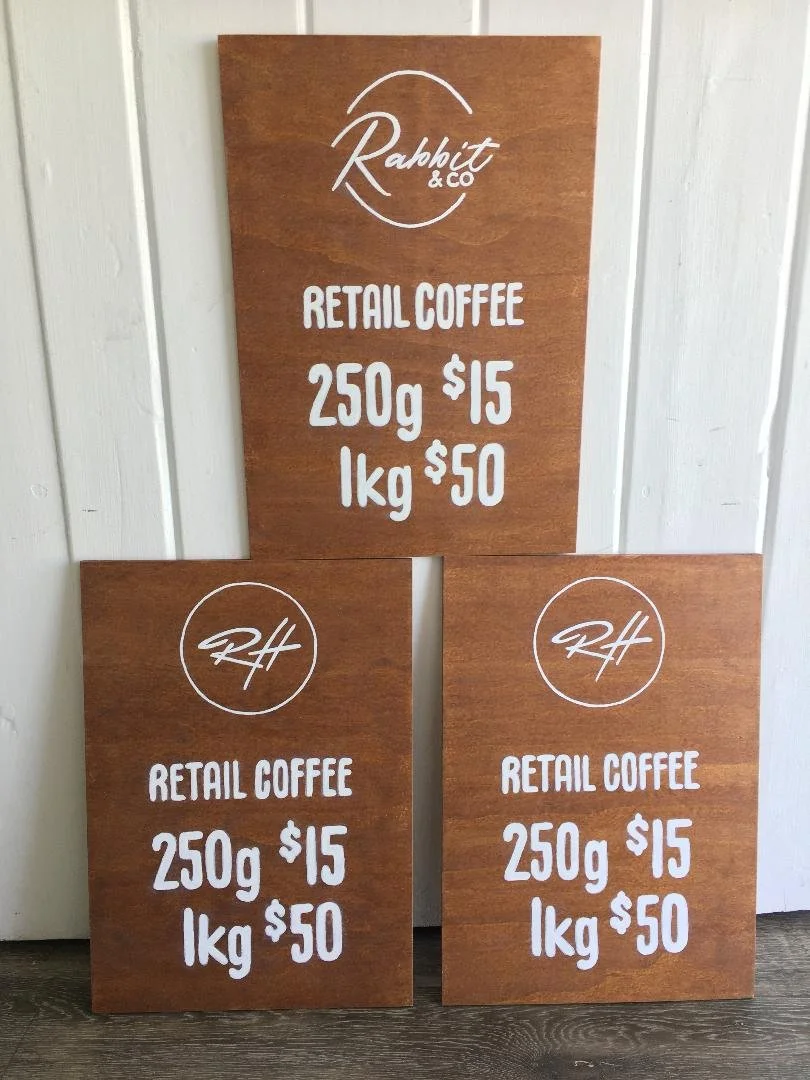 Rabbit
& CO
RETAIL COFFEE
250g $15
1kg $50
RH
RETAIL COFFEE
250g $15
1kg $50
RH
RETAIL COFFEE
250g $15
1kg $50